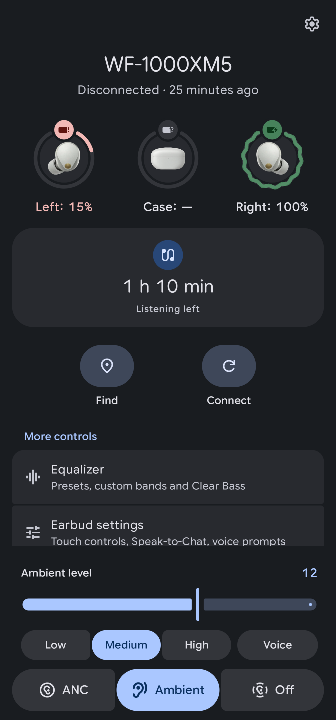 WF-1000XM5
Disconnected · 25 minutes ago
Left: 15%
Case: —
Right: 100%
1 h 10 min
Listening left
Find
Connect
More controls
Equalizer
Presets, custom bands and Clear Bass
Earbud settings
Touch controls, Speak-to-Chat, voice prompts
Ambient level
12
Low
Medium
High
Voice
ANC
Ambient
Off